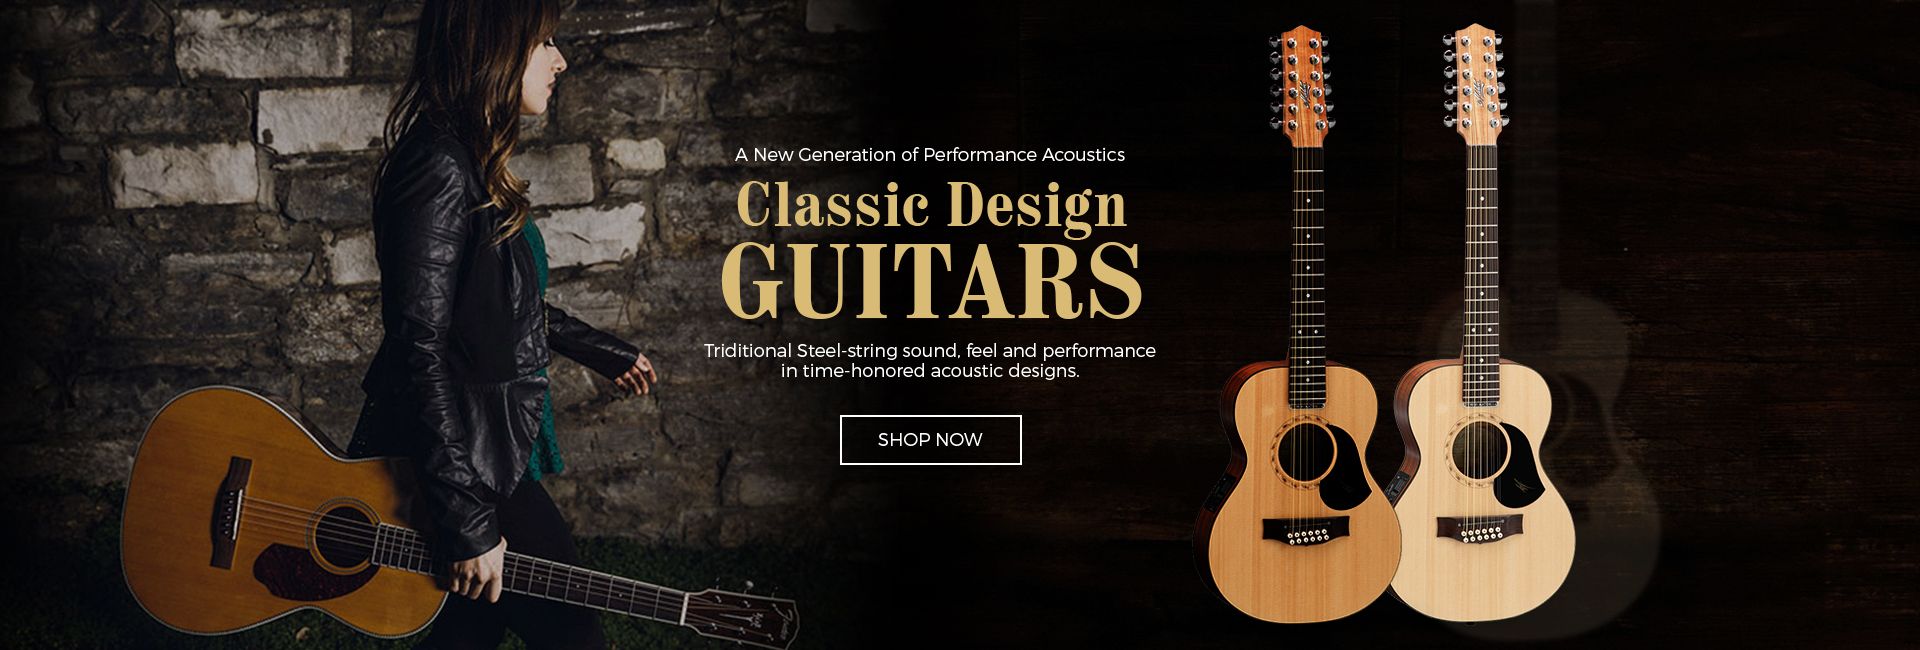 A New Generation of Performance Acoustics
Classic Design
GUITARS
Triditional Steel-string sound, feel and performance
in time-honored acoustic designs.
SHOP NOW